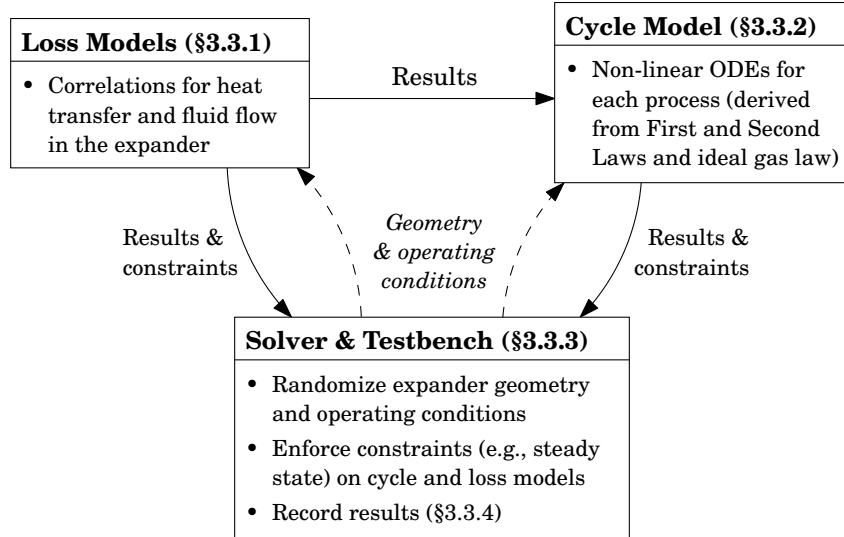 Loss Models (§3.3.1)
• Correlations for heat
transfer and fluid flow
in the expander
Results
Cycle Model (§3.3.2)
• Non-linear ODEs for
each process (derived
from First and Second
Laws and ideal gas law)
Results &
constraints
Geometry
& operating
conditions
Results &
constraints
Solver & Testbench (§3.3.3)
• Randomize expander geometry
and operating conditions
• Enforce constraints (e.g., steady
state) on cycle and loss models
• Record results (§3.3.4)